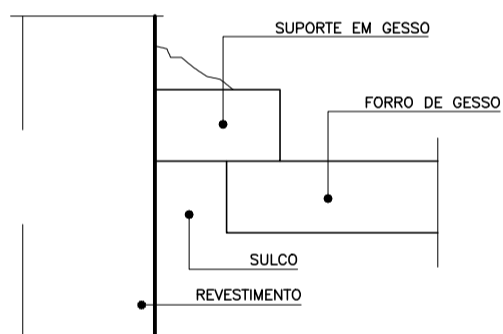 SUPORTE EM GESSO
FORRO DE GESSO
SULCO
REVESTIMENTO